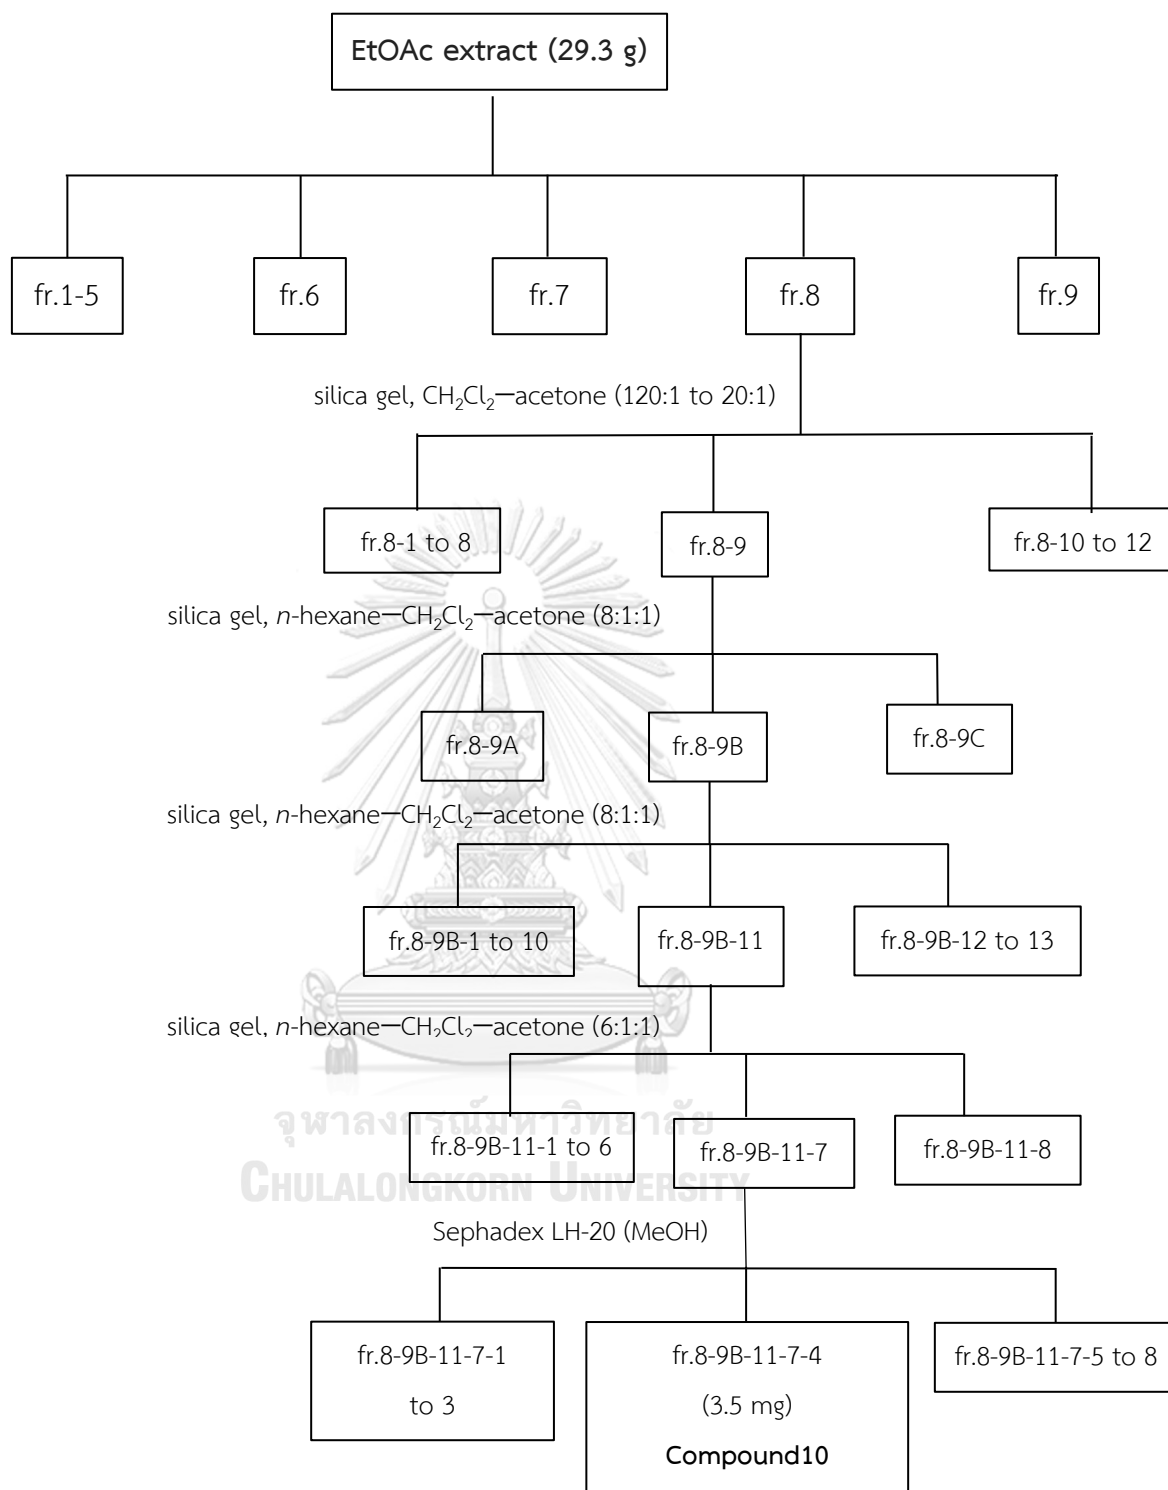 EtOAc extract (29.3 g)
fr.1-5 fr.6 fr.7 fr.8 fr.9
silica gel, CH₂Cl₂—acetone (120:1 to 20:1)
fr.8-1 to 8 fr.8-9 fr.8-10 to 12
silica gel, n-hexane—CH₂Cl₂—acetone (8:1:1)
fr.8-9A fr.8-9B fr.8-9C
silica gel, n-hexane—CH₂Cl₂—acetone (8:1:1)
fr.8-9B-1 to 10 fr.8-9B-11 fr.8-9B-12 to 13
silica gel, n-hexane—CH₂Cl₂—acetone (6:1:1)
จุฬาลงกรณ์มหาวิทยาลัย
fr.8-9B-11-1 to 6 fr.8-9B-11-7 fr.8-9B-11-8
CHULALONGKORN UNIVERSITY
Sephadex LH-20 (MeOH)
fr.8-9B-11-7-1 fr.8-9B-11-7-4 fr.8-9B-11-7-5 to 8
to 3 (3.5 mg)
Compound10